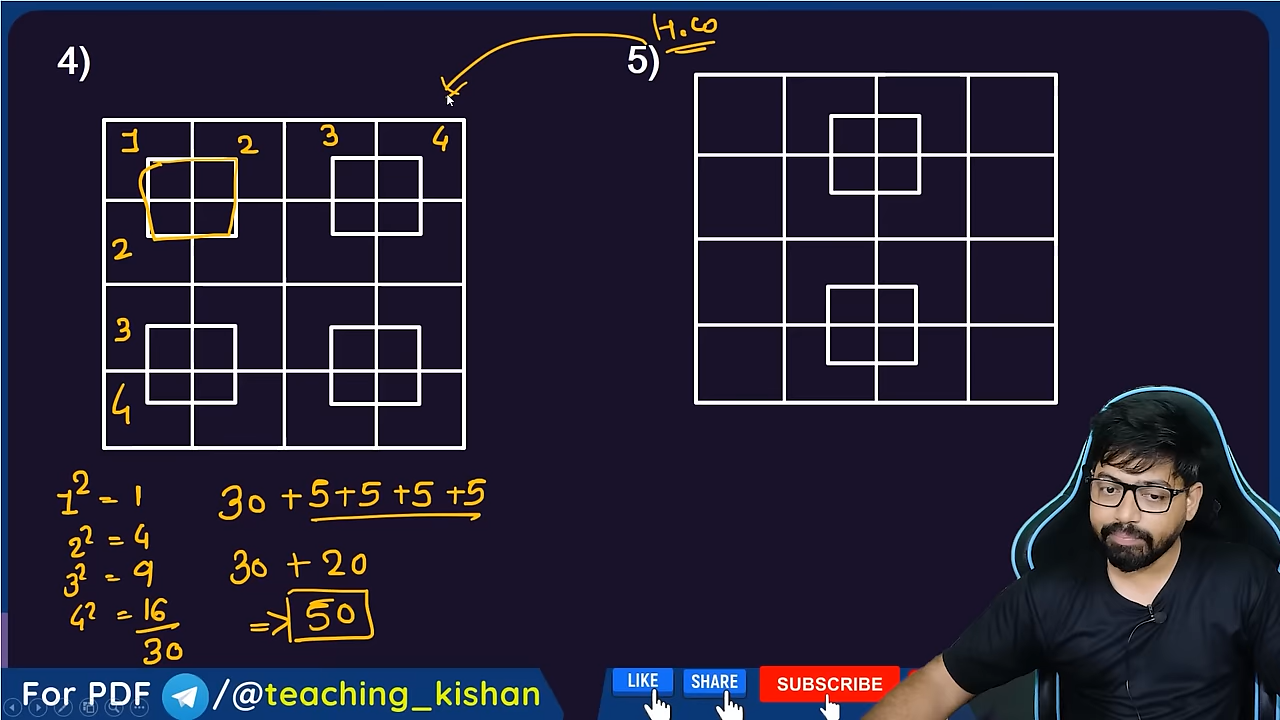 H.co
4)
5)
1 2 3 4
2
3
4
1² = 1
2² = 4
3² = 9
4² = 16
30
30 + 5+5 +5 +5
30 + 20
=> 50
For PDF /@teaching_kishan
LIKE
SHARE
SUBSCRIBE